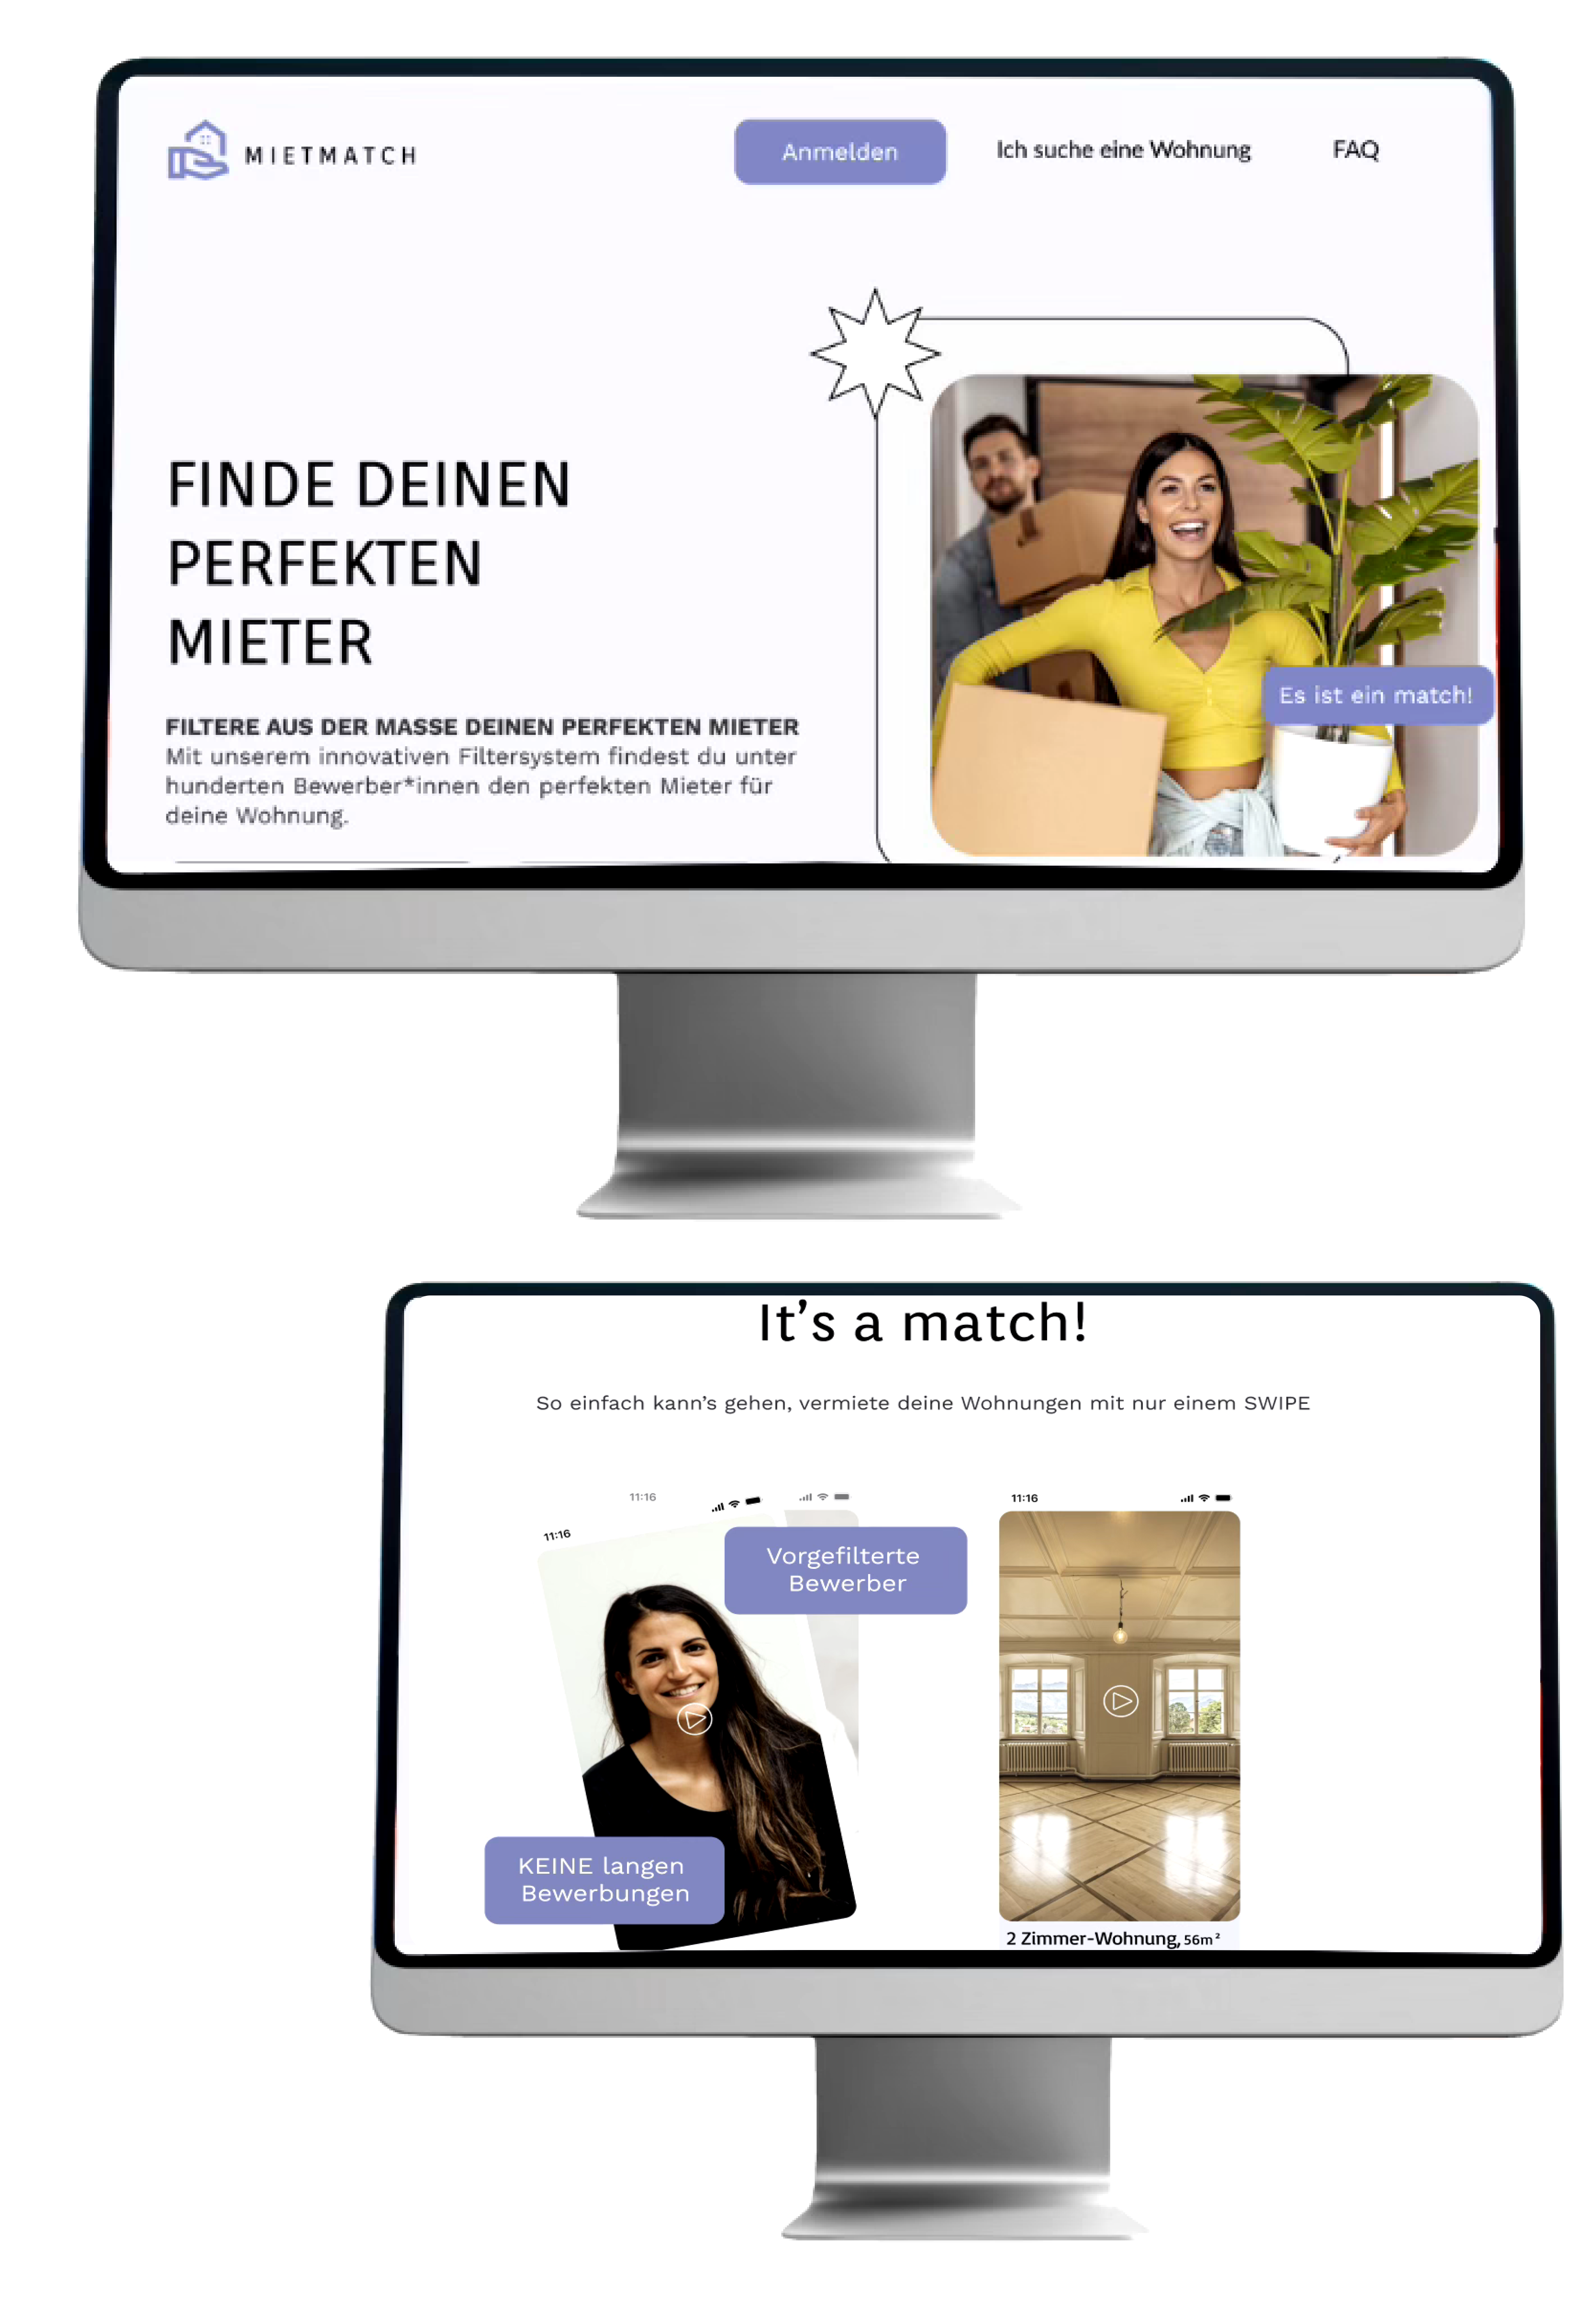 MIETMATCH
Anmelden
Ich suche eine Wohnung
FAQ
FINDE DEINEN
PERFEKTEN
MIETER
FILTERE AUS DER MASSE DEINEN PERFEKTEN MIETER
Mit unserem innovativen Filtersystem findest du unter
hunderten Bewerber*innen den perfekten Mieter für
deine Wohnung.
Es ist ein match!
It's a match!
So einfach kann's gehen, vermiete deine Wohnungen mit nur einem SWIPE
11:16
11:16
Vorgefilterte
Bewerber
KEINE langen
Bewerbungen
11:16
2 Zimmer-Wohnung, 56m²